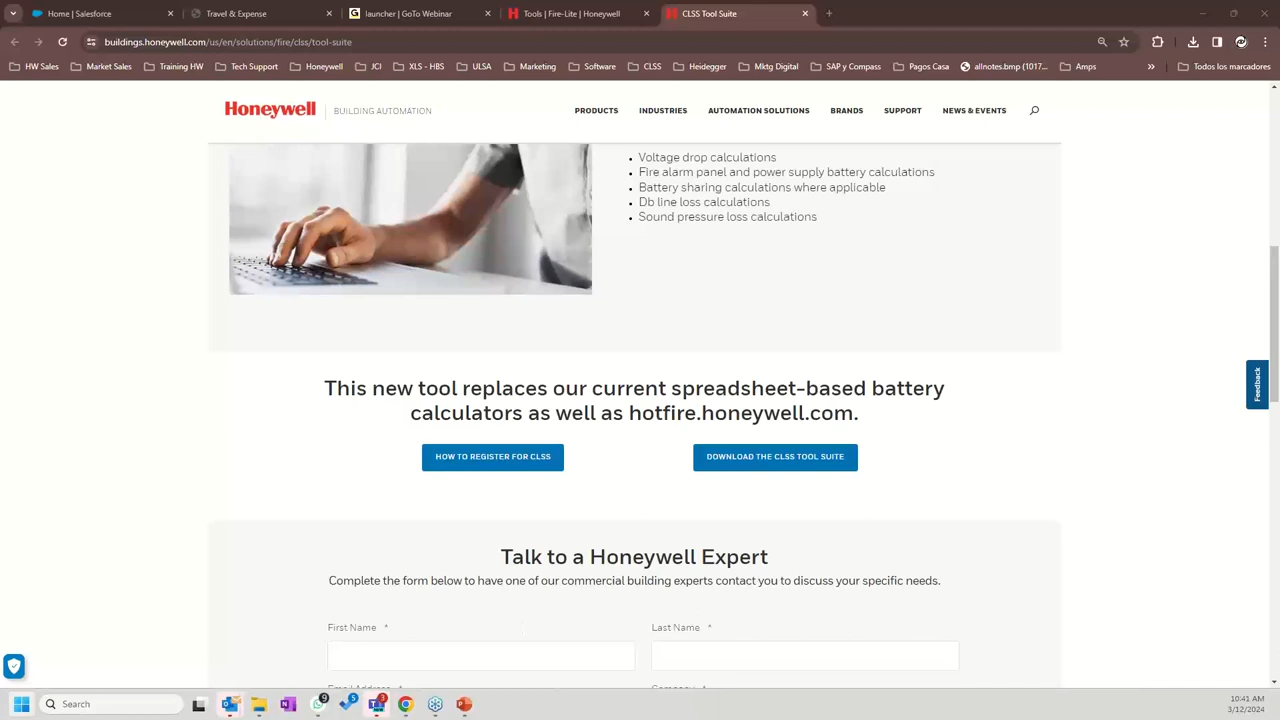 Home | Salesforce
Travel & Expense
launcher | GoTo Webinar
Tools | Fire-Lite | Honeywell
CLSS Tool Suite
buildings.honeywell.com/us/en/solutions/fire/clss/tool-suite
HW Sales
Market Sales
Training HW
Tech Support
Honeywell
JCI
XLS - HBS
ULSA
Marketing
Software
CLSS
Heidegger
Mktg Digital
SAP y Compass
Pagos Casa
allnotes.bmp (1017...
Amps
Todos los marcadores
Honeywell
BUILDING AUTOMATION
PRODUCTS
INDUSTRIES
AUTOMATION SOLUTIONS
BRANDS
SUPPORT
NEWS & EVENTS
• Voltage drop calculations
• Fire alarm panel and power supply battery calculations
• Battery sharing calculations where applicable
• Db line loss calculations
• Sound pressure loss calculations
Feedback
This new tool replaces our current spreadsheet-based battery
calculators as well as hotfire.honeywell.com.
HOW TO REGISTER FOR CLSS
DOWNLOAD THE CLSS TOOL SUITE
Talk to a Honeywell Expert
Complete the form below to have one of our commercial building experts contact you to discuss your specific needs.
First Name *
Last Name *
Search
9
5
3
10:41 AM
3/12/2024